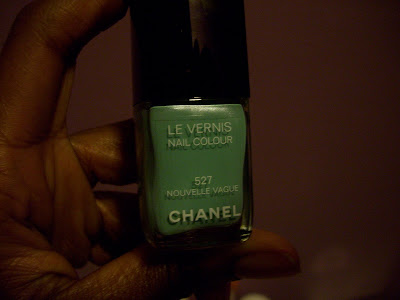 LE VERNIS
NAIL COLOUR
527
NOUVELLE VAGUE
CHANEL